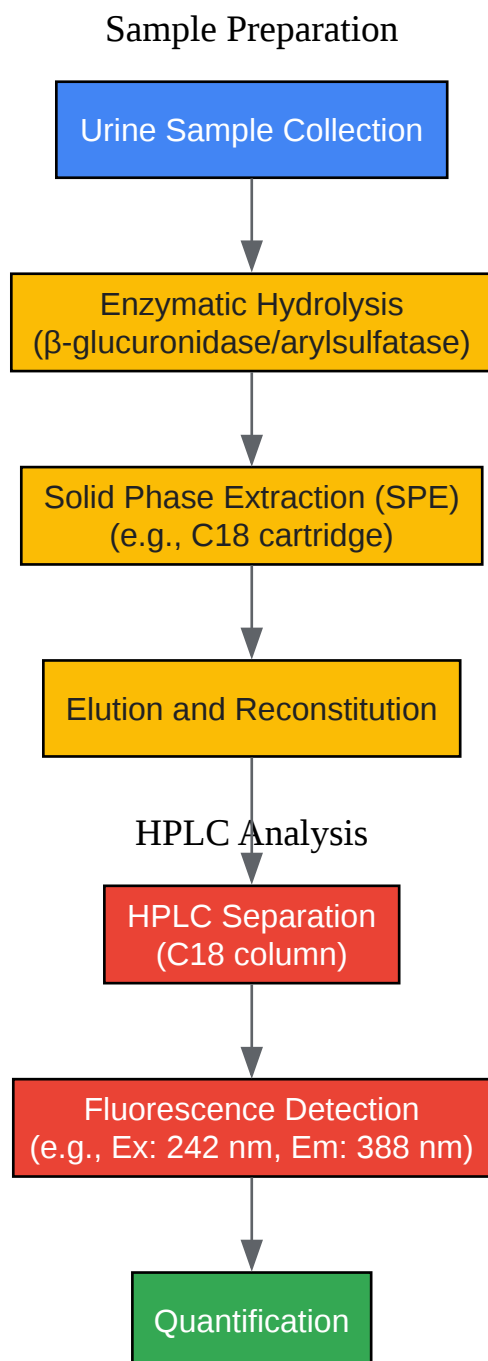 Sample Preparation
Urine Sample Collection
Enzymatic Hydrolysis
(β-glucuronidase/arylsulfatase)
Solid Phase Extraction (SPE)
(e.g., C18 cartridge)
Elution and Reconstitution
HPLC Analysis
HPLC Separation
(C18 column)
Fluorescence Detection
(e.g., Ex: 242 nm, Em: 388 nm)
Quantification